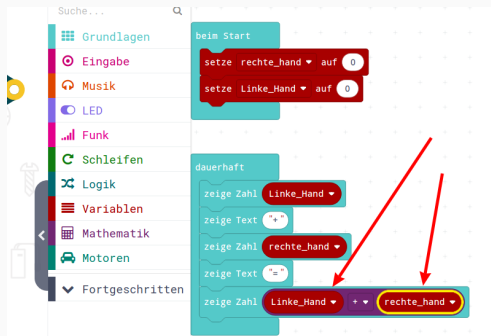 Suche...
Grundlagen
Eingabe
Musik
LED
Funk
Schleifen
Logik
Variablen
Mathematik
Motoren
Fortgeschritten
beim Start
setze rechte_hand auf 0
setze Linke_Hand auf 0
dauerhaft
zeige Zahl Linke_Hand
zeige Text "+"
zeige Zahl rechte_hand
zeige Text "="
zeige Zahl Linke_Hand + rechte_hand